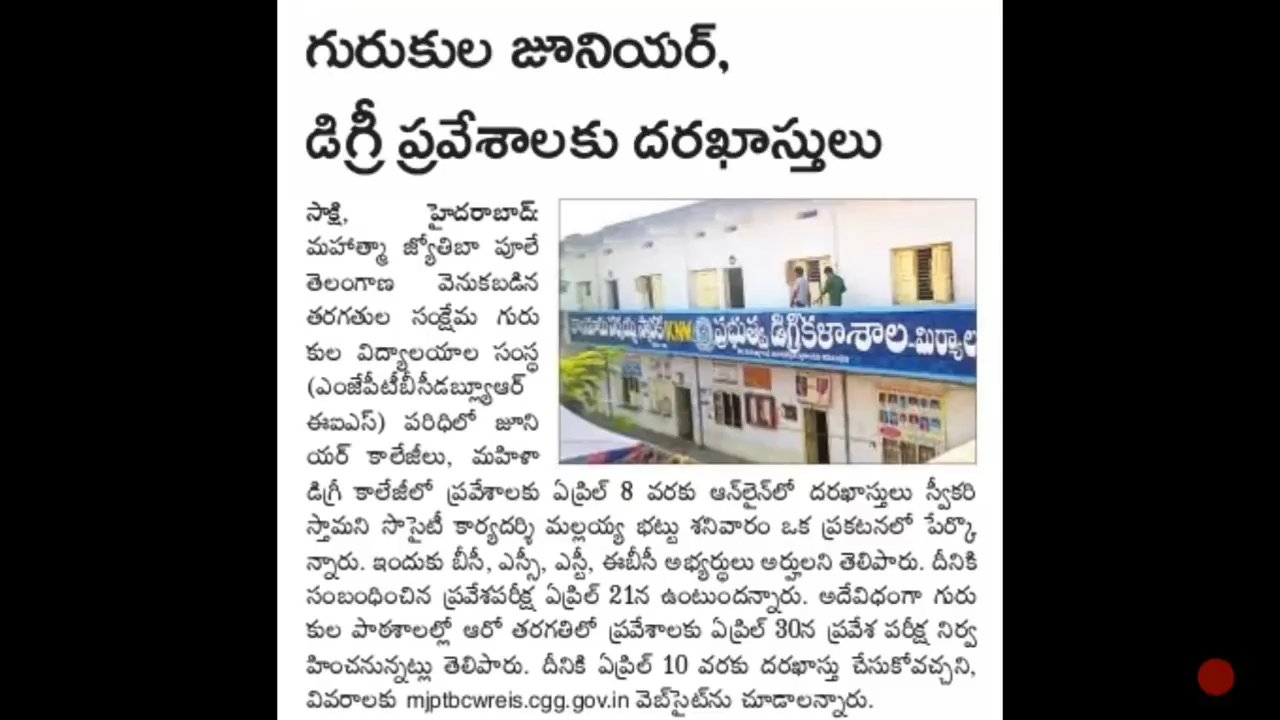 గురుకుల జూనియర్,
డిగ్రీ ప్రవేశాలకు దరఖాస్తులు
సాక్షి, హైదరాబాద్:
మహాత్మా జ్యోతిబా పూలే
తెలంగాణ వెనుకబడిన
తరగతుల సంక్షేమ గురు
కుల విద్యాలయాల సంస్థ
(ఎంజేపీటీబీసీడబ్ల్యూఆర్
ఈఐఎస్) పరిధిలో జూని
యర్ కాలేజీలు, మహిళా
KNM ప్రభుత్వ డిగ్రీకళాశాల-మిర్యాల
డిగ్రీ కాలేజీలో ప్రవేశాలకు ఏప్రిల్ 8 వరకు ఆన్‌లైన్‌లో దరఖాస్తులు స్వీకరి
స్తామని సొసైటీ కార్యదర్శి మల్లయ్య భట్టు శనివారం ఒక ప్రకటనలో పేర్కొ
న్నారు. ఇందుకు బీసీ, ఎస్సీ, ఎస్టీ, ఈబీసీ అభ్యర్థులు అర్హులని తెలిపారు. దీనికి
సంబంధించిన ప్రవేశపరీక్ష ఏప్రిల్ 21న ఉంటుందన్నారు. అదేవిధంగా గురు
కుల పాఠశాలల్లో ఆరో తరగతిలో ప్రవేశాలకు ఏప్రిల్ 30న ప్రవేశ పరీక్ష నిర్వ
హించనున్నట్లు తెలిపారు. దీనికి ఏప్రిల్ 10 వరకు దరఖాస్తు చేసుకోవచ్చని,
వివరాలకు mjptbcwreis.cgg.gov.in వెబ్‌సైట్‌ను చూడాలన్నారు.